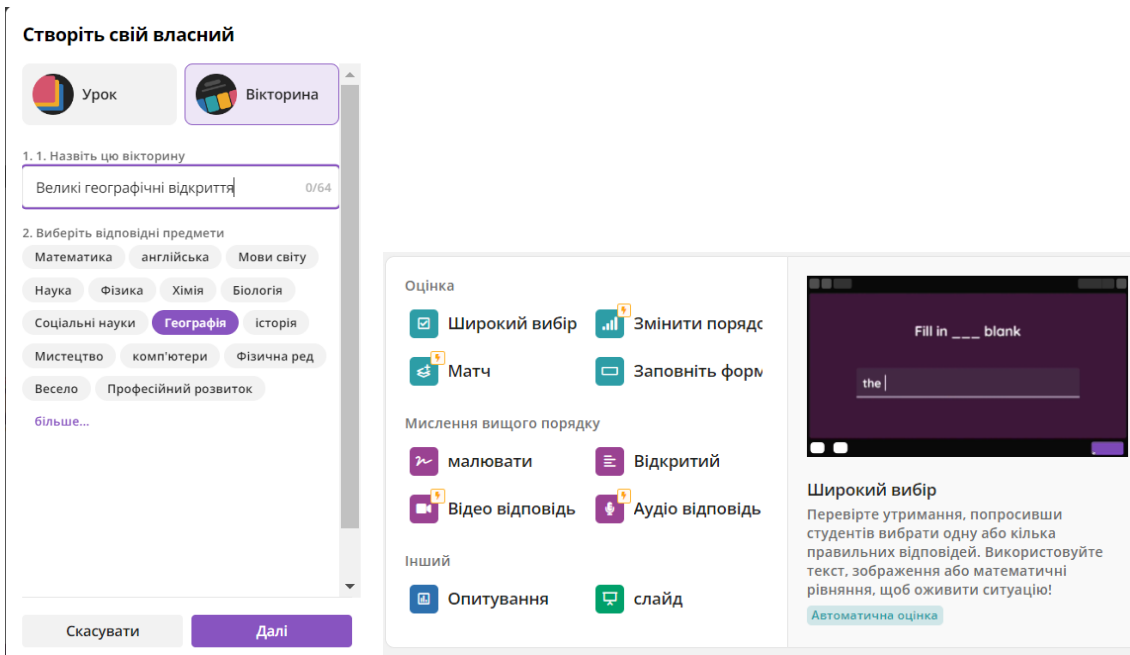 Створіть свій власний
Урок
Вікторина
1. 1. Назвіть цю вікторину
Великі географічні відкриття 0/64
2. Виберіть відповідні предмети
Математика англійська Мови світу
Наука Фізика Хімія Біологія
Соціальні науки Географія історія
Мистецтво комп'ютери Фізична ред
Весело Професійний розвиток
більше...
Скасувати Далі
Оцінка
Широкий вибір Змінити порядс
Матч Заповніть форм
Мислення вищого порядку
малювати Відкритий
Відео відповідь Аудіо відповідь
Інший
Опитування слайд
Fill in ___ blank
the
Широкий вибір
Перевірте утримання, попросивши
студентів вибрати одну або кілька
правильних відповідей. Використовуйте
текст, зображення або математичні
рівняння, щоб оживити ситуацію!
Автоматична оцінка